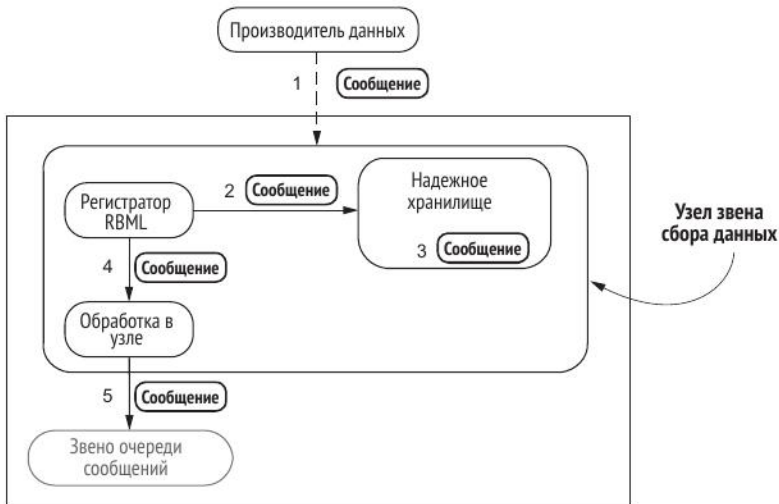 Производитель данных
1 Сообщение
Регистратор
RBML
2 Сообщение
Надежное
хранилище
3 Сообщение
Узел звена
сбора данных
4 Сообщение
Обработка в
узле
5 Сообщение
Звено очереди
сообщений